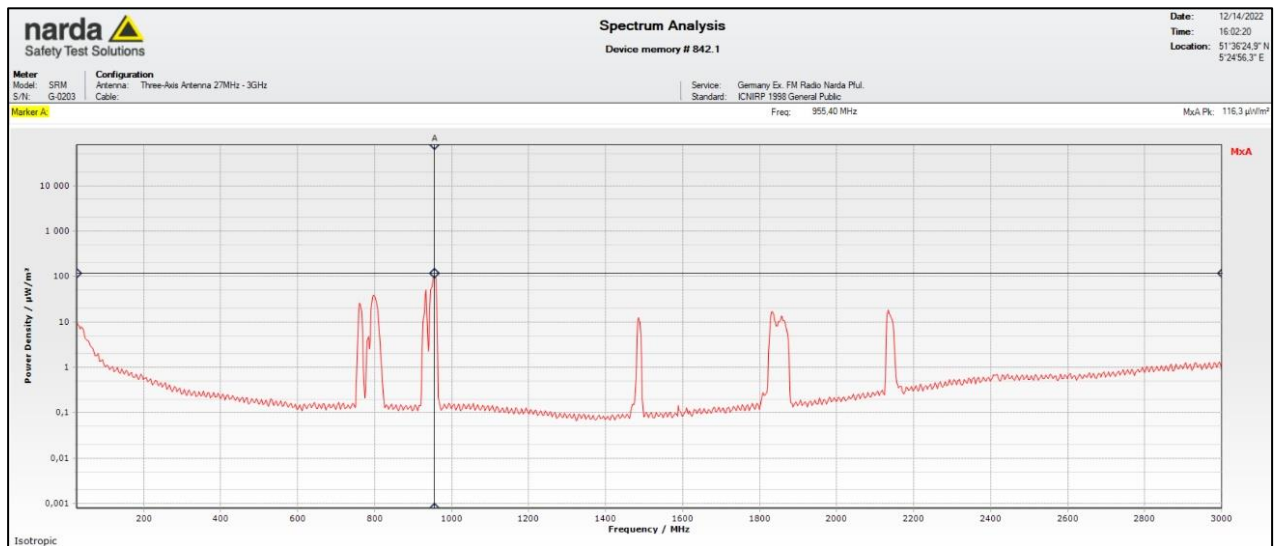 narda
Safety Test Solutions
Spectrum Analysis
Device memory # 842.1
Date: 12/14/2022
Time: 16:02:20
Location: 51°36'24,9" N
5°24'56,3" E
Meter
Model: SRM
S/N: G-0203
Configuration
Antenna: Three-Axis Antenna 27MHz - 3GHz
Cable:
Service: Germany Ex. FM Radio Narda Pful.
Standard: ICNIRP 1998 General Public
Marker A: Freq: 955,40 MHz MxA Pk: 116,3 µW/m²
A
MxA
10 000
1 000
100
10
1
0,1
0,01
0,001
Power Density / µW/m²
200 400 600 800 1000 1200 1400 1600 1800 2000 2200 2400 2600 2800 3000
Frequency / MHz
Isotropic